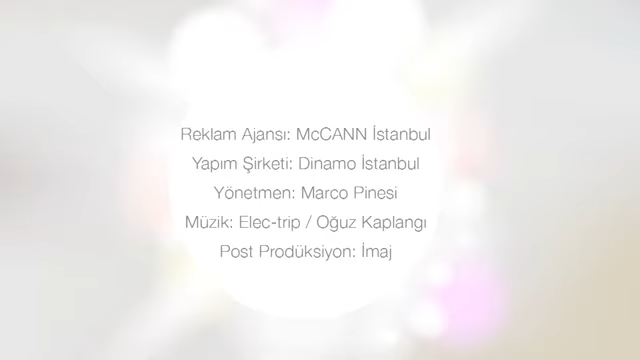 Reklam Ajansı: McCANN İstanbul
Yapım Şirketi: Dinamo İstanbul
Yönetmen: Marco Pinesi
Müzik: Elec-trip / Oğuz Kaplangı
Post Prodüksiyon: İmaj